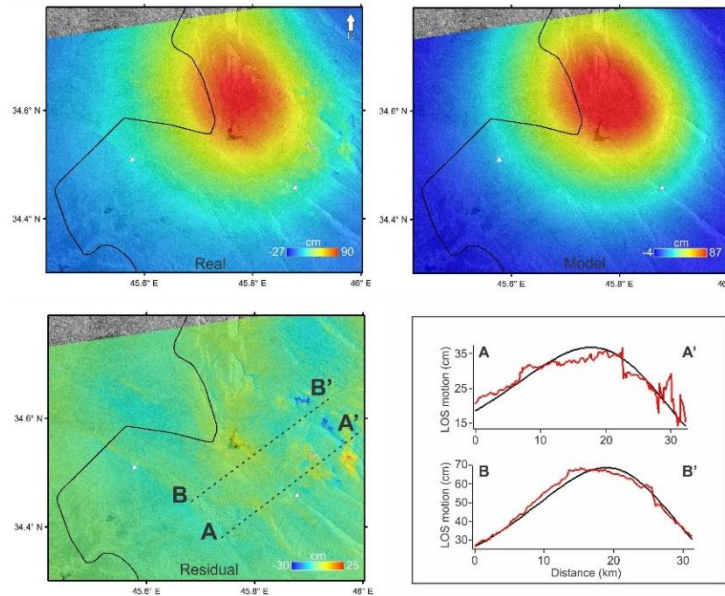 34.6° N
34.4° N
cm
-27 90
Real
45.6° E 45.8° E 46° E
34.6° N
34.4° N
cm
-4 87
Model
45.6° E 45.8° E 46°
34.6° N
34.4° N
B'
A'
B
A
cm
-30 25
Residual
45.6° E 45.8° E 46° E
A A'
LOS motion (cm)
35
25
15
0 10 20 30
B B'
LOS motion (cm)
70
60
50
40
30
0 10 20 30
Distance (km)